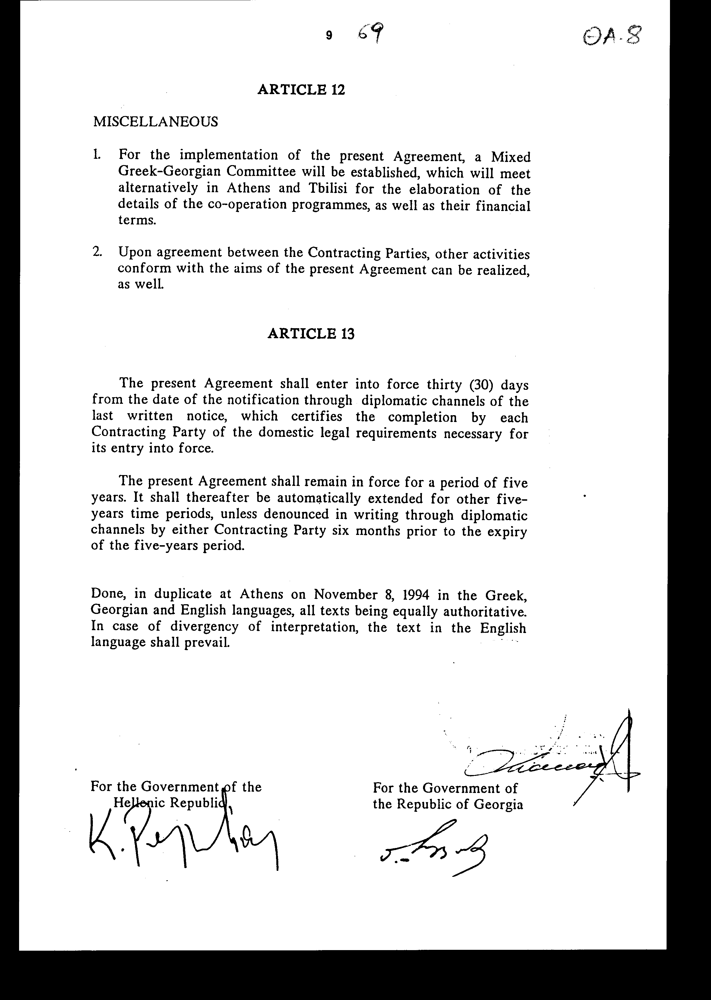 9 69 ΘΑ.8
ARTICLE 12
MISCELLANEOUS
1. For the implementation of the present Agreement, a Mixed
Greek-Georgian Committee will be established, which will meet
alternatively in Athens and Tbilisi for the elaboration of the
details of the co-operation programmes, as well as their financial
terms.
2. Upon agreement between the Contracting Parties, other activities
conform with the aims of the present Agreement can be realized,
as well.
ARTICLE 13
The present Agreement shall enter into force thirty (30) days
from the date of the notification through diplomatic channels of the
last written notice, which certifies the completion by each
Contracting Party of the domestic legal requirements necessary for
its entry into force.
The present Agreement shall remain in force for a period of five
years. It shall thereafter be automatically extended for other five-
years time periods, unless denounced in writing through diplomatic
channels by either Contracting Party six months prior to the expiry
of the five-years period.
Done, in duplicate at Athens on November 8, 1994 in the Greek,
Georgian and English languages, all texts being equally authoritative.
In case of divergency of interpretation, the text in the English
language shall prevail.
For the Government of the
Hellenic Republic,
For the Government of
the Republic of Georgia